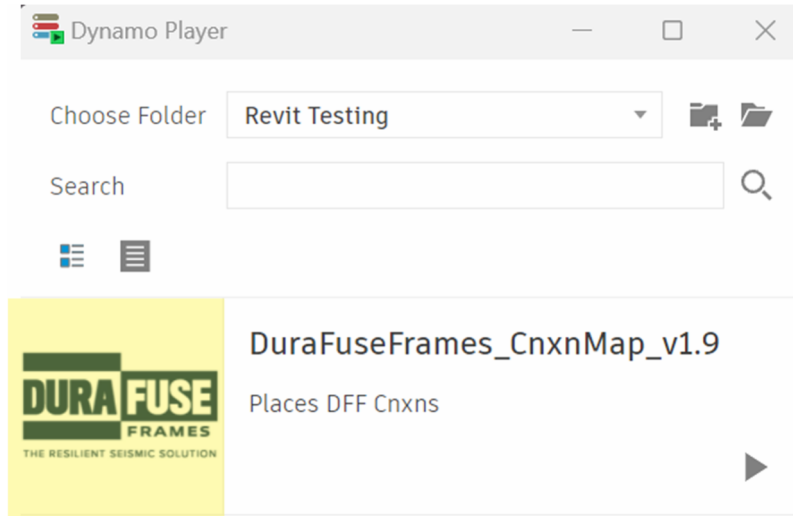 Dynamo Player
Choose Folder
Revit Testing
Search
DURA FUSE
FRAMES
THE RESILIENT SEISMIC SOLUTION
DuraFuseFrames_CnxnMap_v1.9
Places DFF Cnxns